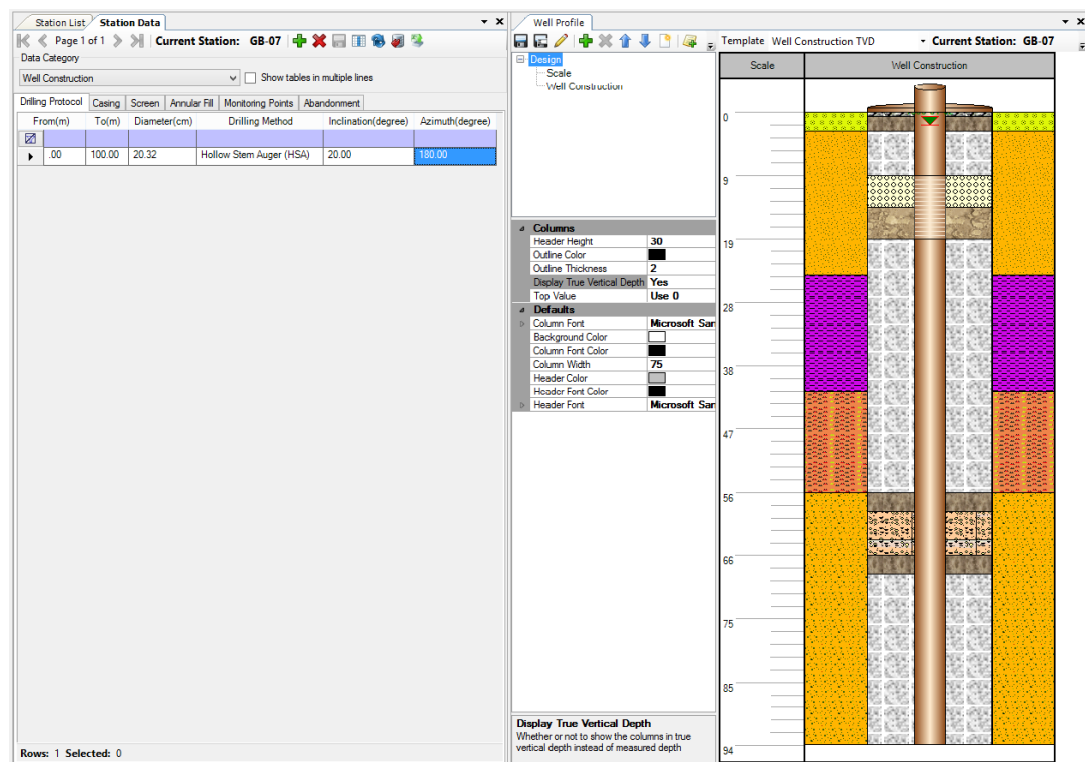 Station List Station Data
Page 1 of 1 Current Station: GB-07
Data Category
Well Construction Show tables in multiple lines
Drilling Protocol Casing Screen Annular Fill Monitoring Points Abandonment
From(m) To(m) Diameter(cm) Drilling Method Inclination(degree) Azimuth(degree)
.00 100.00 20.32 Hollow Stem Auger (HSA) 20.00 180.00
Rows: 1 Selected: 0
Well Profile
Template Well Construction TVD Current Station: GB-07
Design
Scale
Well Construction
Columns
Header Height 30
Outline Color
Outline Thickness 2
Display True Vertical Depth Yes
Top Value Use 0
Defaults
Column Font Microsoft San
Background Color
Column Font Color
Column Width 75
Header Color
Header Font Color
Header Font Microsoft San
Display True Vertical Depth
Whether or not to show the columns in true
vertical depth instead of measured depth
Scale Well Construction
0
9
19
28
38
47
56
66
75
85
94